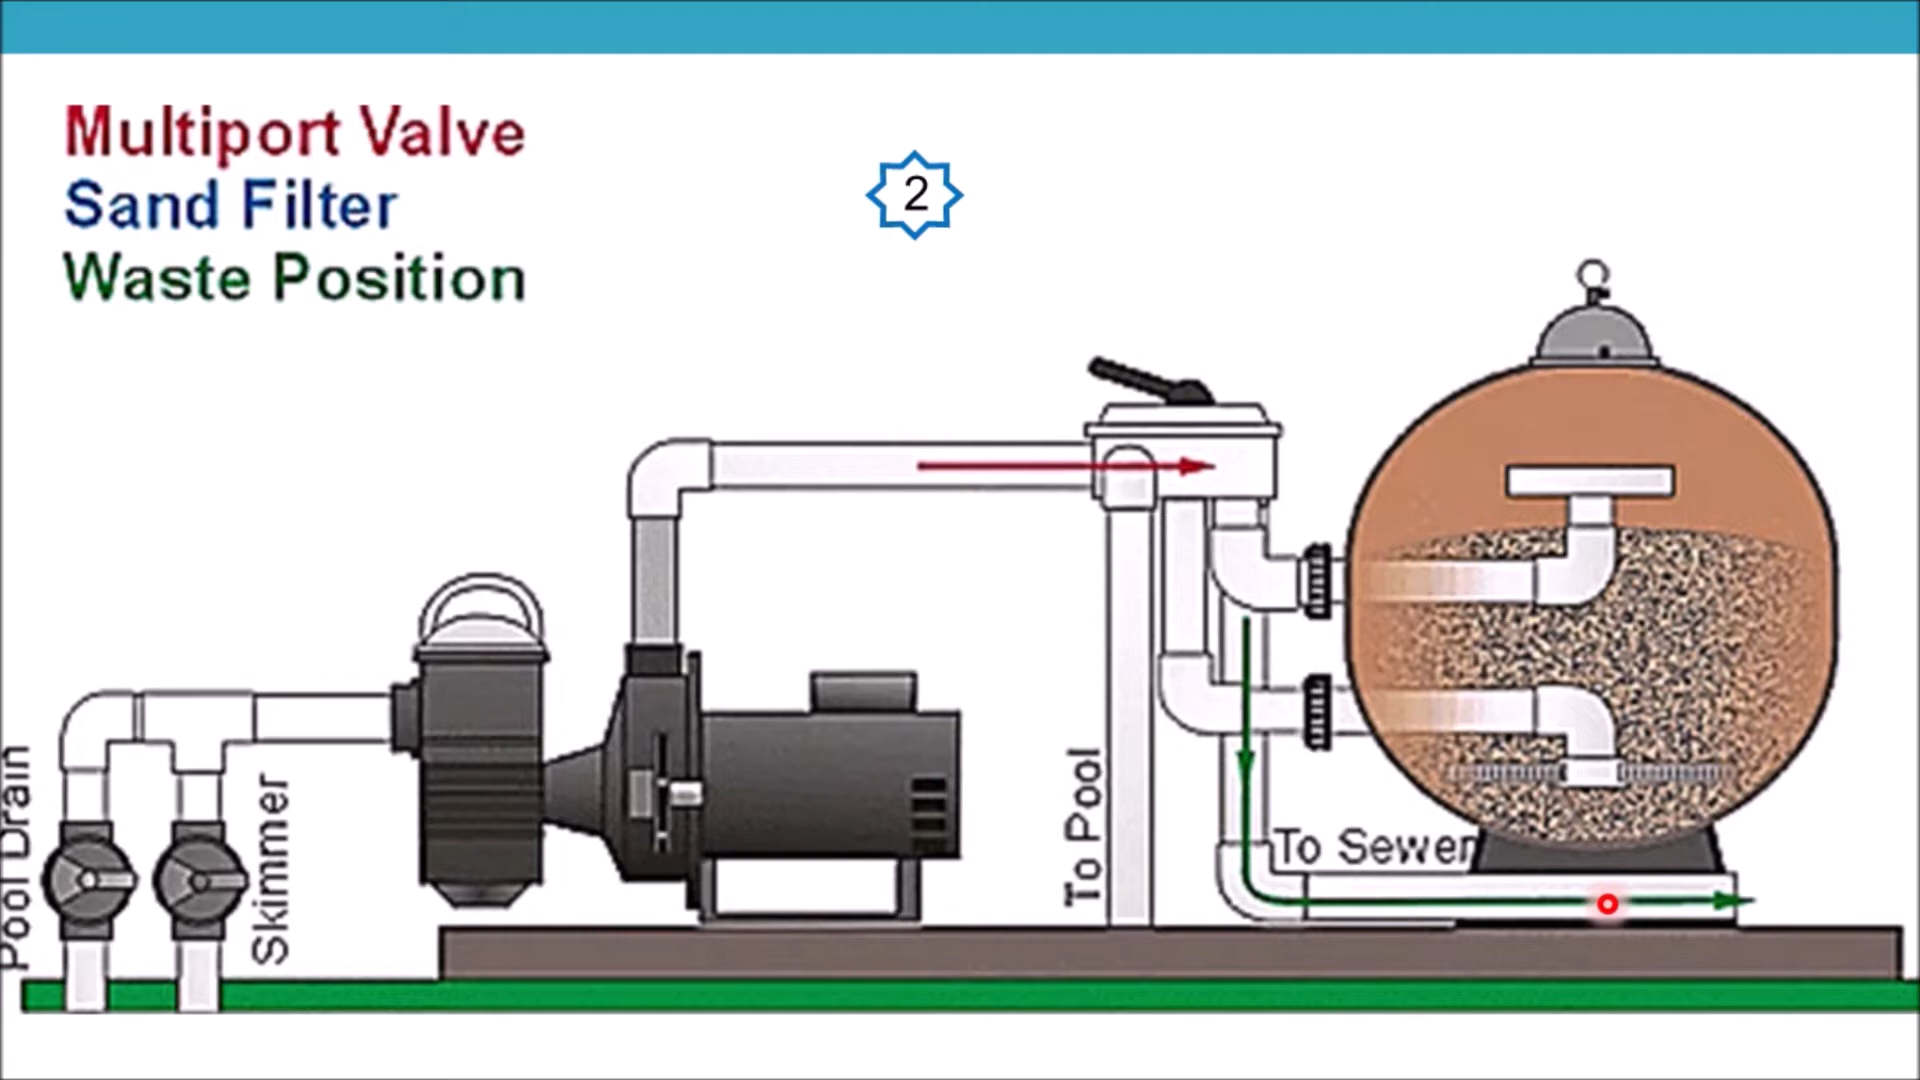 Multiport Valve
Sand Filter
Waste Position
2
To Pool
To Sewer
Pool Drain
Skimmer